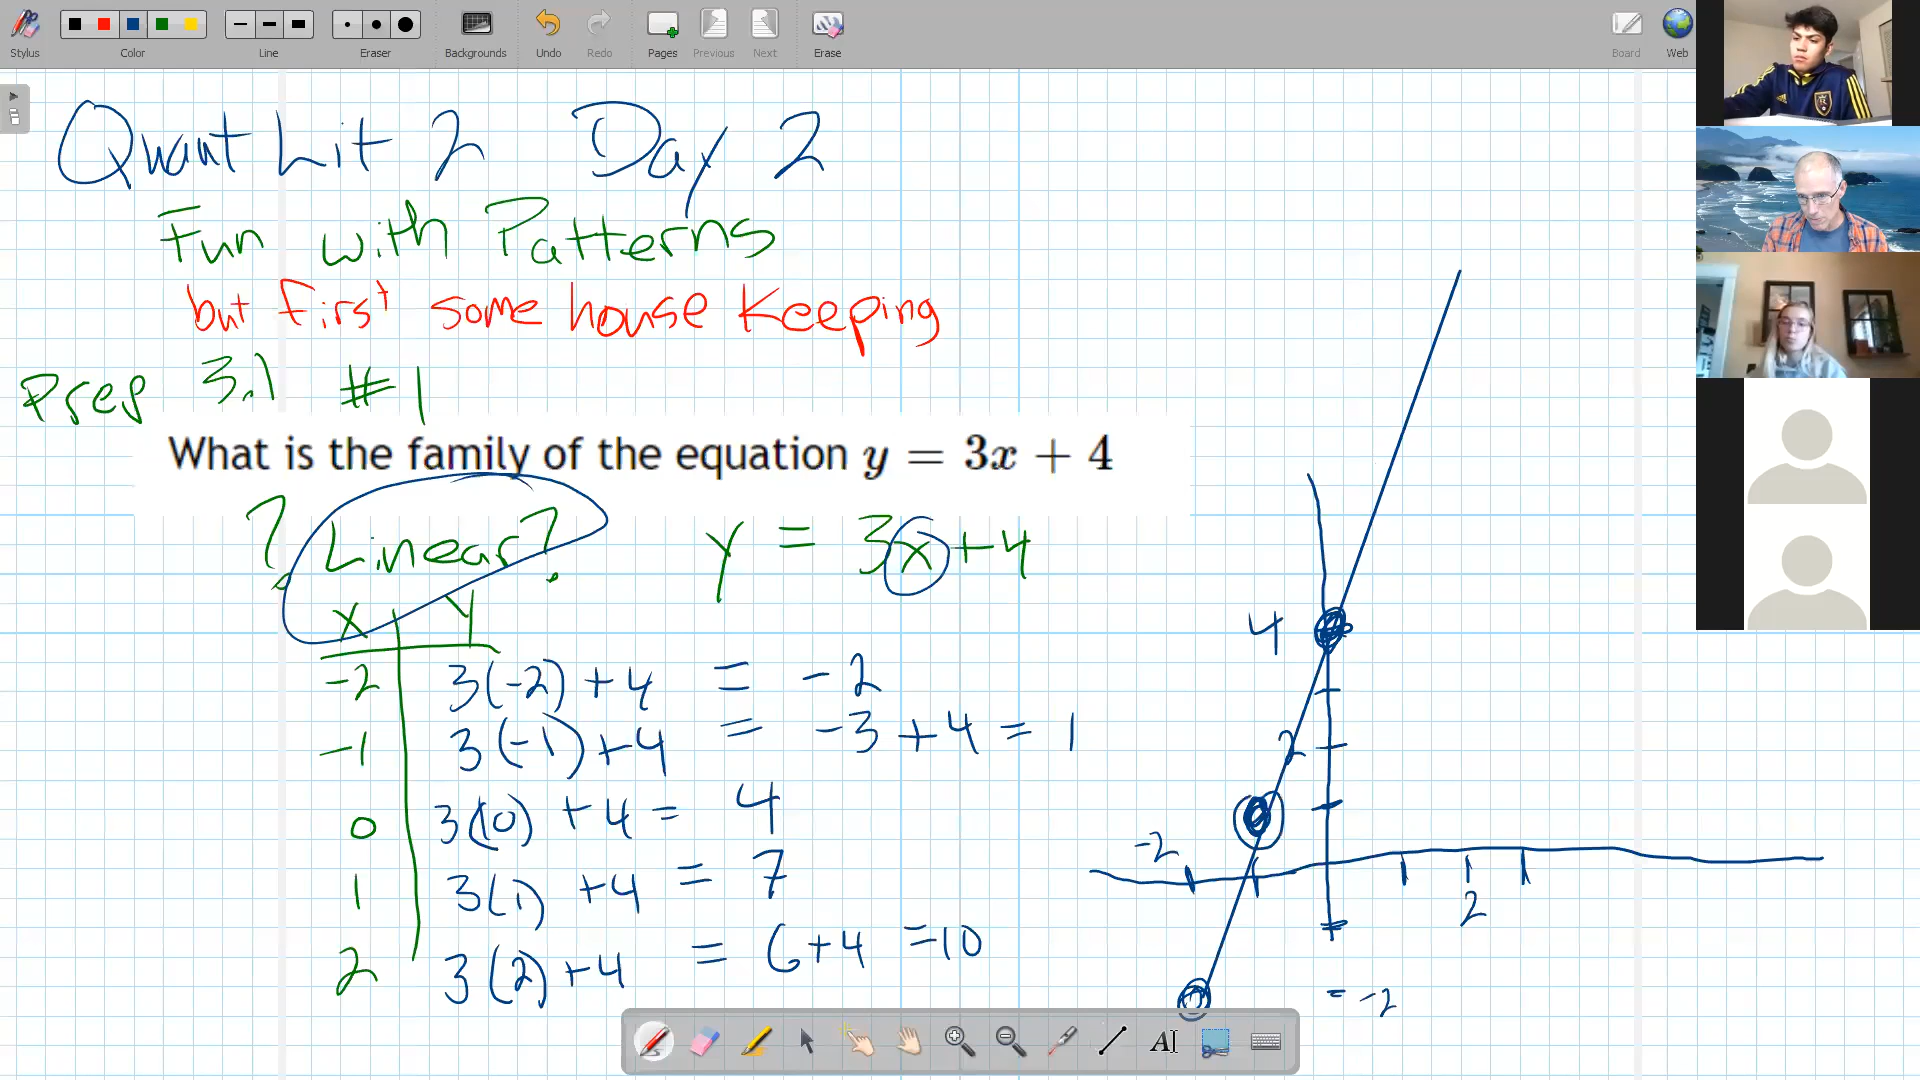 Stylus Color Line Eraser Backgrounds Undo Redo Pages Previous Next Erase Board Web
Quant Lit 2 Day 2
Fun with Patterns
but first some house Keeping
Prep 3.1 #1
What is the family of the equation y = 3x + 4
? Linear? y = 3x+4
x y
-2 3(-2) +4 = -2
-1 3(-1)+4 = -3+4 = 1
0 3(0) +4 = 4
1 3(1) +4 = 7
2 3(2)+4 = 6+4 =10
4
2
-2
2
= -2
AI